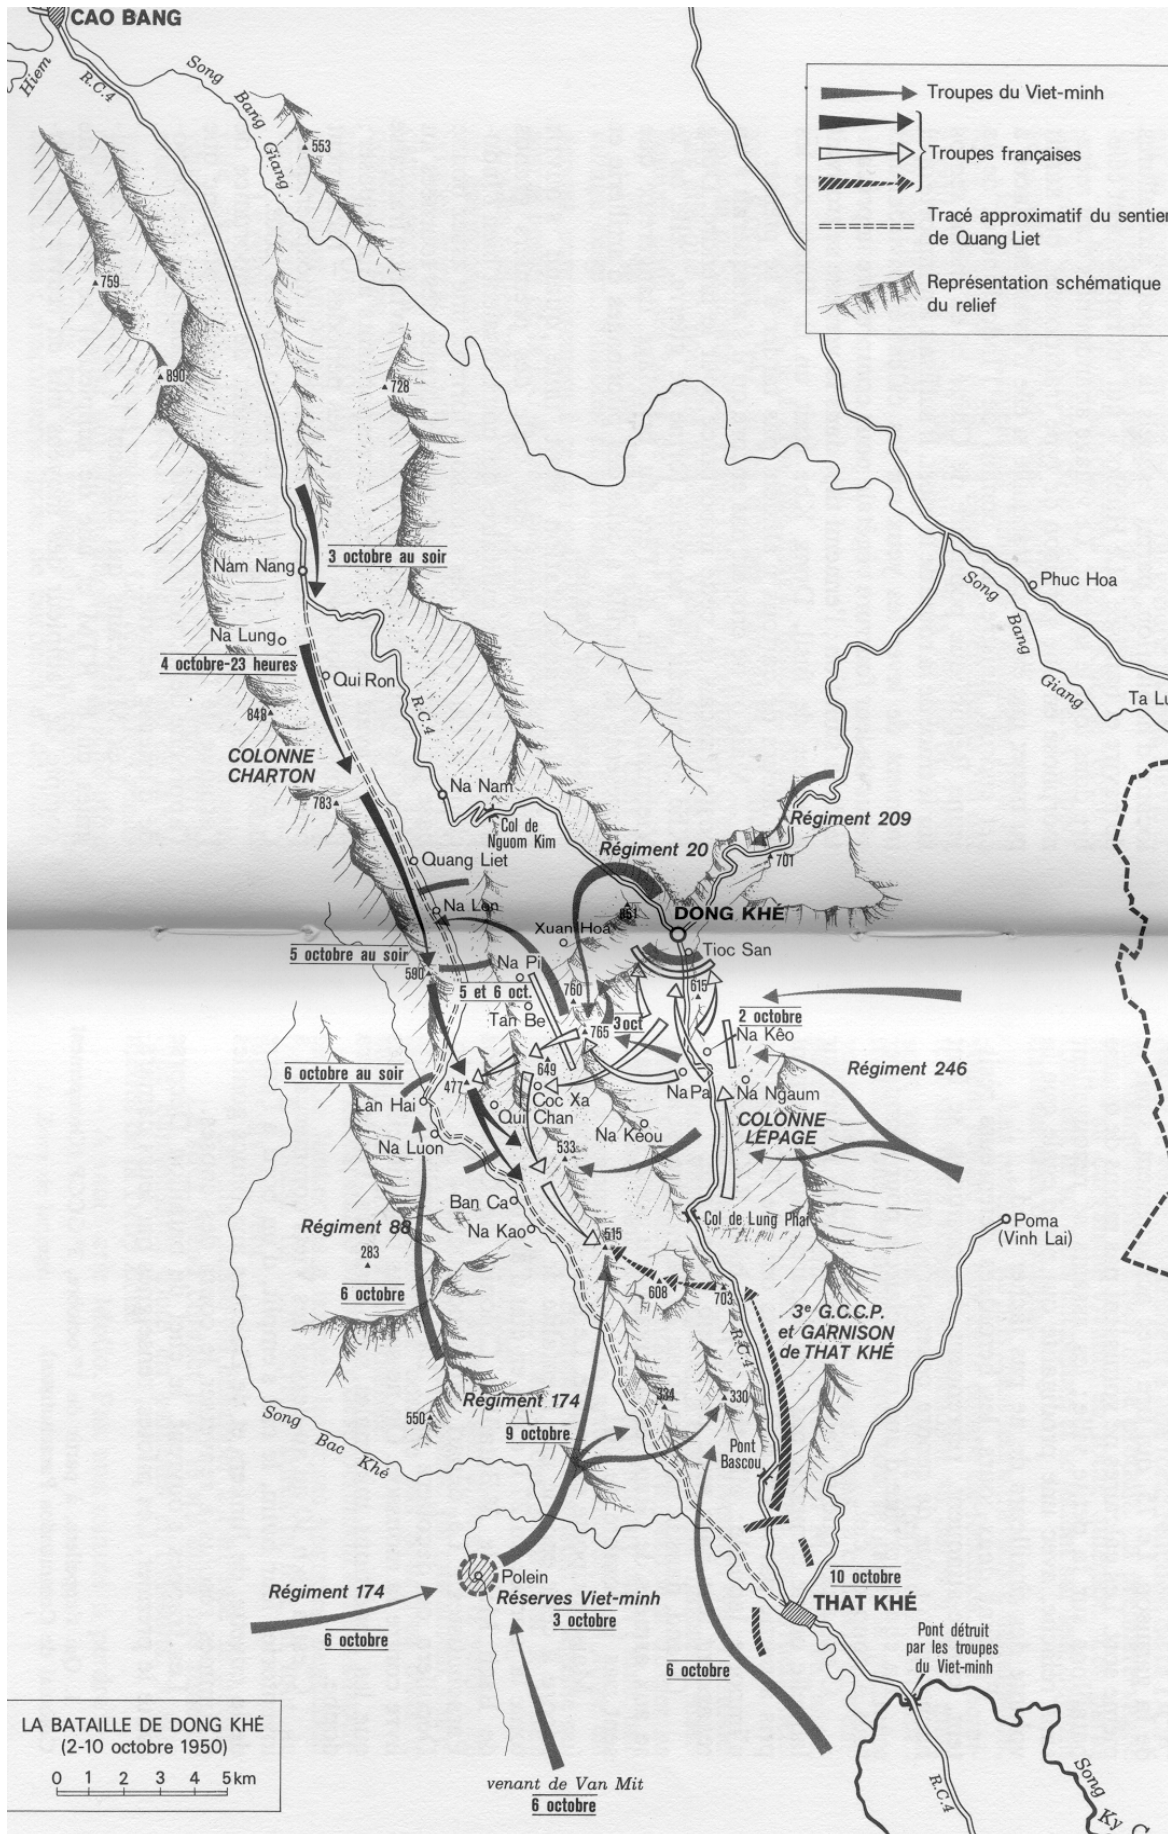 CAO BANG
Hiem
R.C.4
Song
Bang
Giang
553
Troupes du Viet-minh
Troupes françaises
Tracé approximatif du sentier
de Quang Liet
Représentation schématique
du relief
759
890
728
3 octobre au soir
Nam Nang
Phuc Hoa
Song
Bang
Giang
Na Lung
4 octobre-23 heures
Qui Ron
R.C.4
848
Ta Lu
COLONNE
CHARTON
783
Na Nam
Col de
Nguom Kim
Régiment 209
701
Régiment 20
Quang Liet
851
Na Len
DONG KHÉ
Xuan Hoa
Tioc San
5 octobre au soir
590
Na Pi
5 et 6 oct.
760
615
Tan Be
765
3 oct
2 octobre
Na Kêo
649
6 octobre au soir
477
Coc Xa
Na Pa
Na Ngaum
Régiment 246
Lan Hai
Qui Chan
COLONNE
LEPAGE
Na Luon
Na Kéou
533
Ban Ca
Régiment 88
Na Kao
Col de Lung Phai
Poma
(Vinh Lai)
283
515
6 octobre
608
703
R.C.4
3e G.C.C.P.
et GARNISON
de THAT KHÉ
Régiment 174
9 octobre
550
334
330
Song Bac Khé
Pont
Bascou
Polein
Réserves Viet-minh
3 octobre
Régiment 174
6 octobre
10 octobre
THAT KHÉ
Pont détruit
par les troupes
du Viet-minh
6 octobre
LA BATAILLE DE DONG KHÉ
(2-10 octobre 1950)
0 1 2 3 4 5 km
venant de Van Mit
6 octobre
R.C.4
Song
Ky